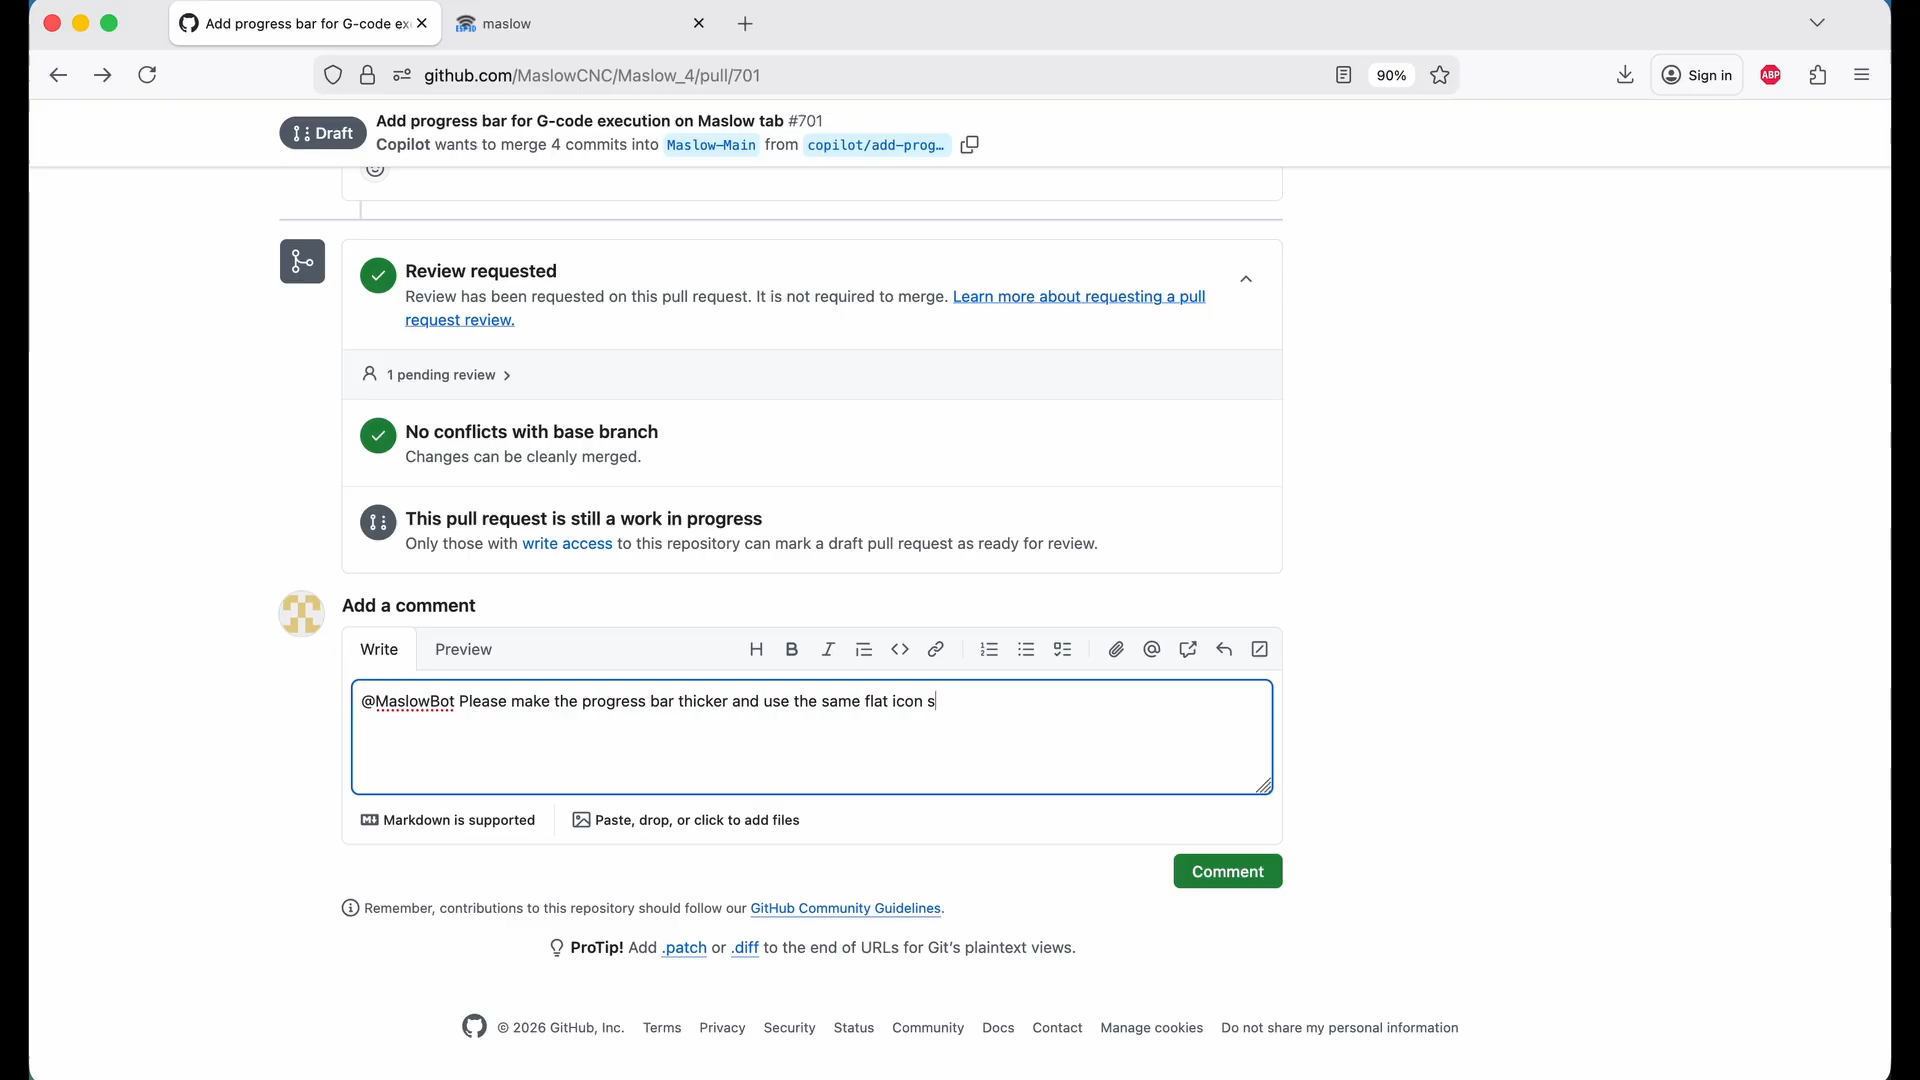 Add progress bar for G-code ex
maslow
github.com/MaslowCNC/Maslow_4/pull/701
90%
Sign in
ABP
Draft
Add progress bar for G-code execution on Maslow tab #701
Copilot wants to merge 4 commits into Maslow-Main from copilot/add-prog…
Review requested
Review has been requested on this pull request. It is not required to merge. Learn more about requesting a pull
request review.
1 pending review
No conflicts with base branch
Changes can be cleanly merged.
This pull request is still a work in progress
Only those with write access to this repository can mark a draft pull request as ready for review.
Add a comment
Write
Preview
@MaslowBot Please make the progress bar thicker and use the same flat icon s
Markdown is supported
Paste, drop, or click to add files
Comment
Remember, contributions to this repository should follow our GitHub Community Guidelines.
ProTip! Add .patch or .diff to the end of URLs for Git's plaintext views.
© 2026 GitHub, Inc. Terms Privacy Security Status Community Docs Contact Manage cookies Do not share my personal information